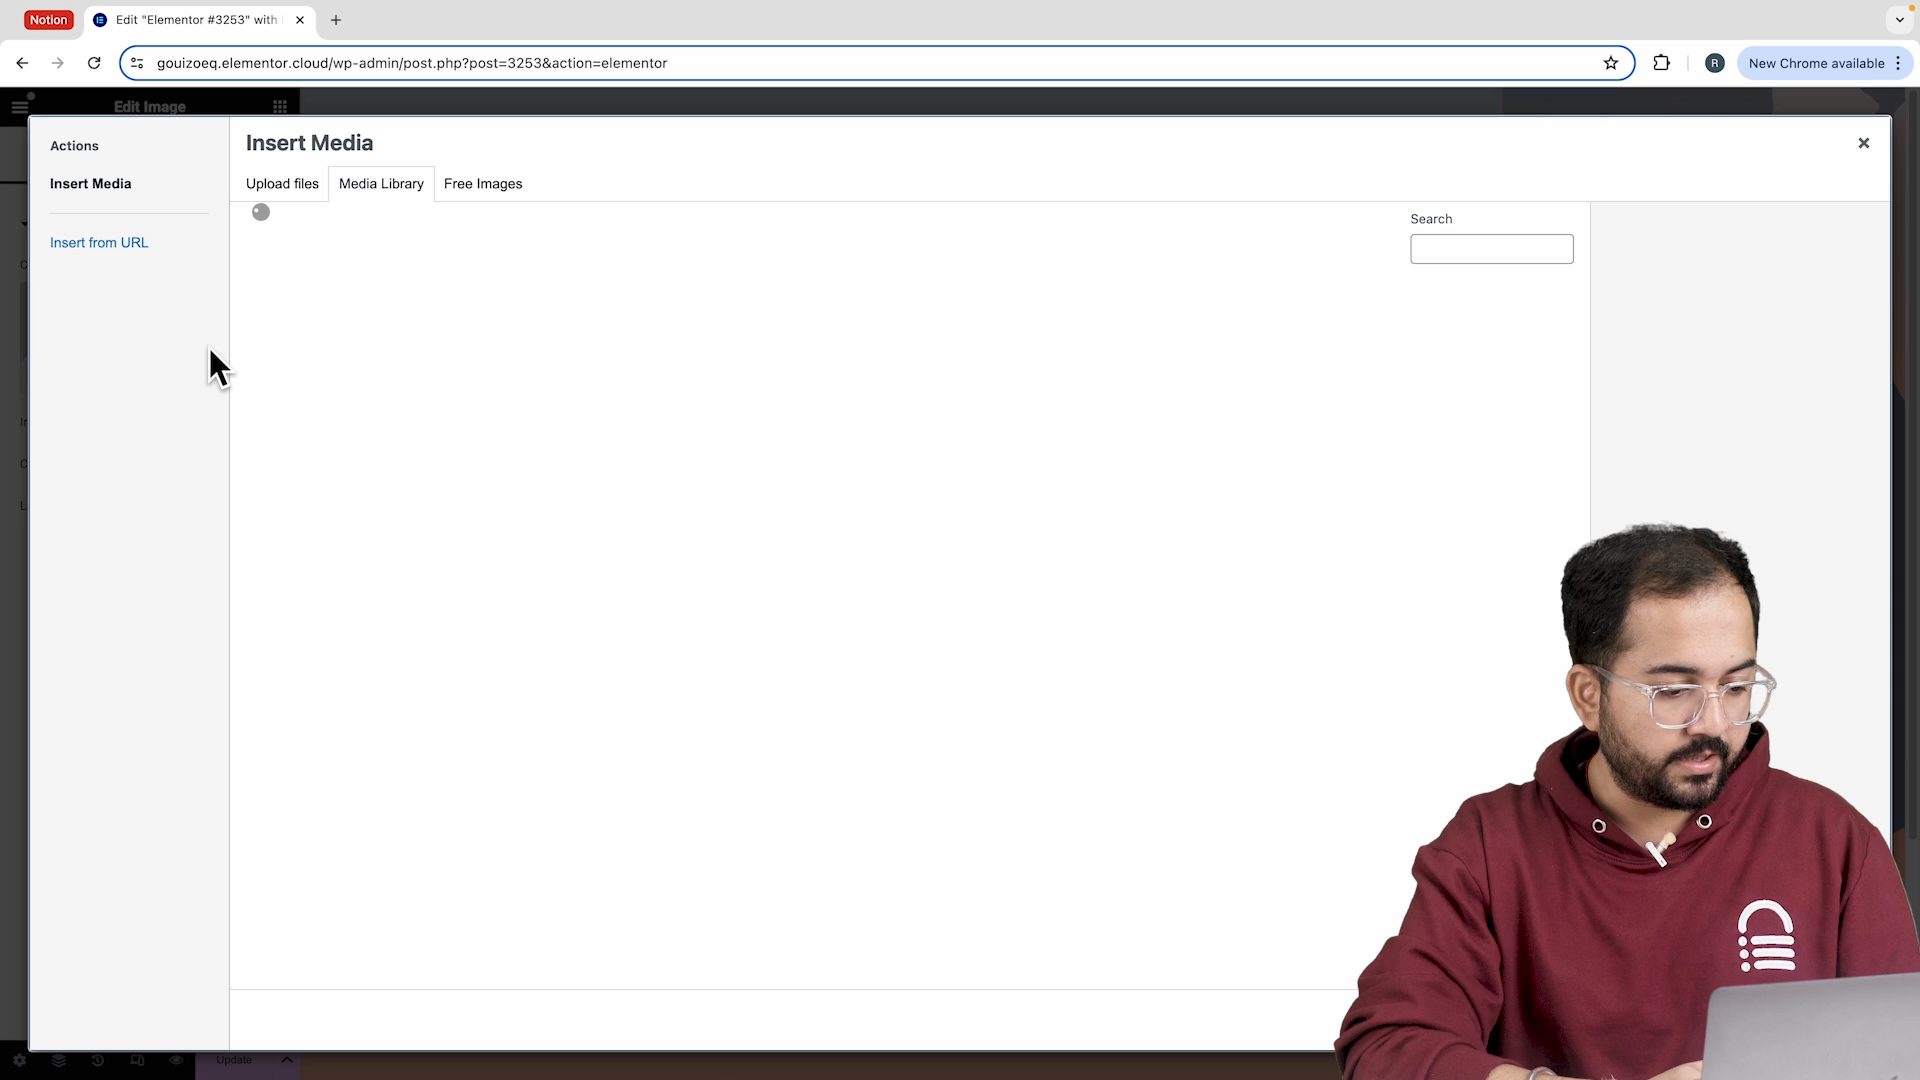 Notion
Edit "Elementor #3253" with
gouizoeq.elementor.cloud/wp-admin/post.php?post=3253&action=elementor
R
New Chrome available
Edit Image
Actions
Insert Media
Insert from URL
Insert Media
Upload files
Media Library
Free Images
Search
Update